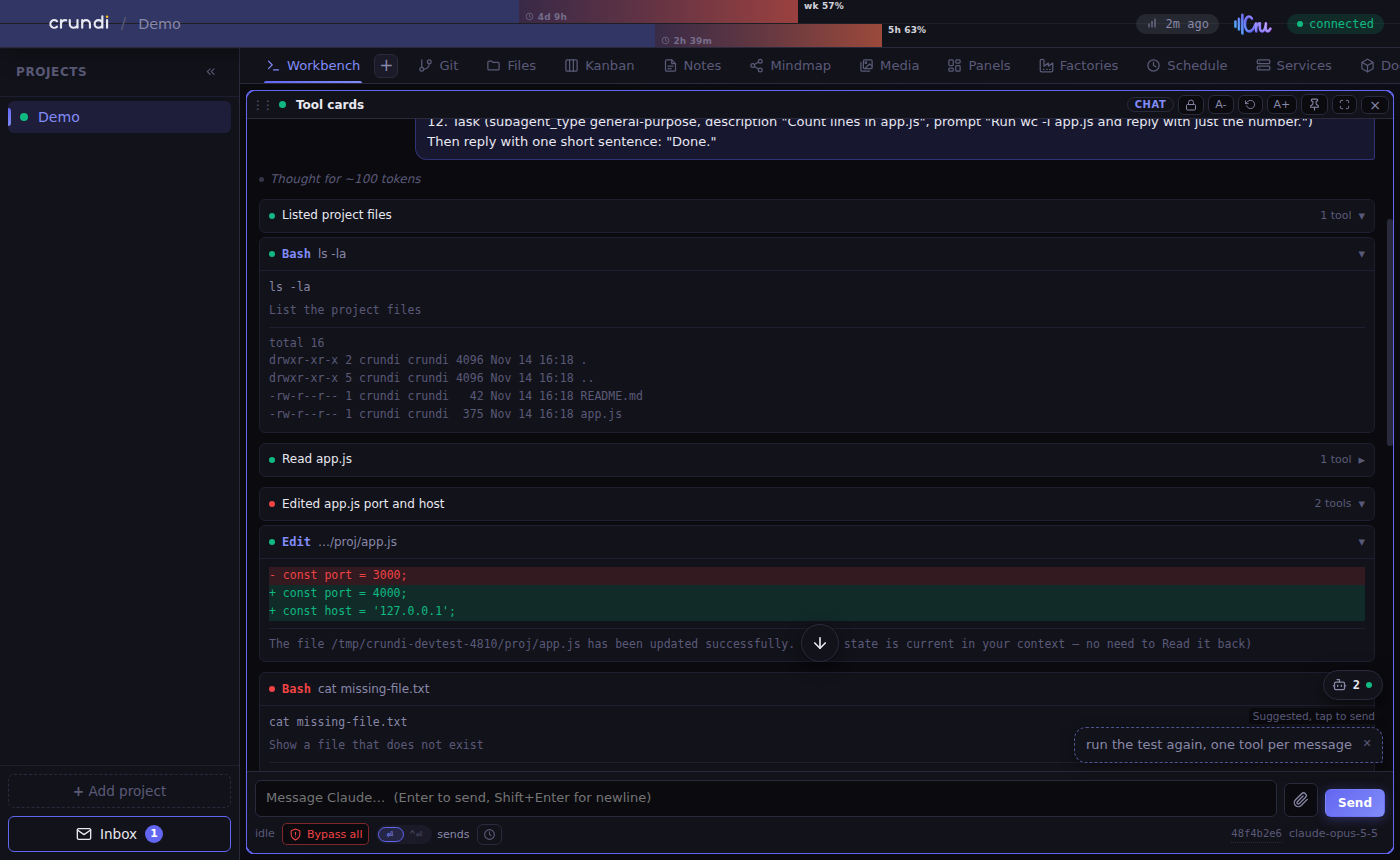 crundi / Demo
4d 9h
wk 57%
2h 39m
5h 63%
2m ago
Cru
connected
PROJECTS «
Demo
+ Add project
Inbox 1
Workbench + Git Files Kanban Notes Mindmap Media Panels Factories Schedule Services Do
Tool cards CHAT A- A+ ×
12. Task (subagent_type general-purpose, description "Count lines in app.js", prompt "Run wc -l app.js and reply with just the number.")
Then reply with one short sentence: "Done."
Thought for ~100 tokens
Listed project files 1 tool ▾
Bash ls -la ▾
ls -la
List the project files
total 16
drwxr-xr-x 2 crundi crundi 4096 Nov 14 16:18 .
drwxr-xr-x 5 crundi crundi 4096 Nov 14 16:18 ..
-rw-r--r-- 1 crundi crundi   42 Nov 14 16:18 README.md
-rw-r--r-- 1 crundi crundi  375 Nov 14 16:18 app.js
Read app.js 1 tool ▸
Edited app.js port and host 2 tools ▾
Edit …/proj/app.js ▾
- const port = 3000;
+ const port = 4000;
+ const host = '127.0.0.1';
The file /tmp/crundi-devtest-4810/proj/app.js has been updated successfully. state is current in your context — no need to Read it back)
Bash cat missing-file.txt
2
cat missing-file.txt
Show a file that does not exist
Suggested, tap to send
run the test again, one tool per message ×
Message Claude… (Enter to send, Shift+Enter for newline)
Send
idle Bypass all ⏎ ^⏎ sends
48f4b2e6 claude-opus-5-5